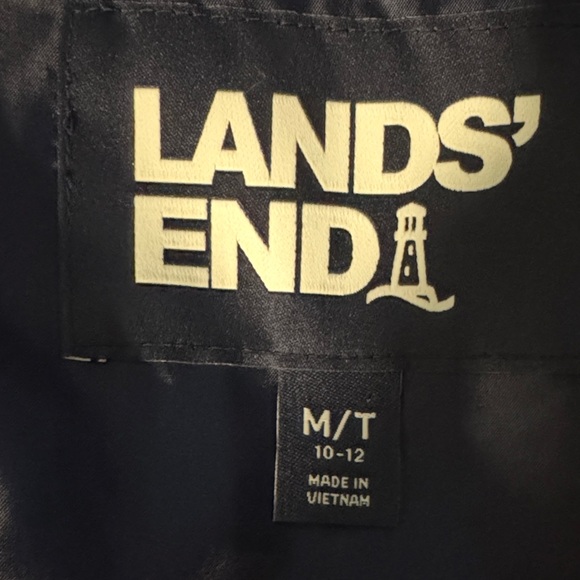 LANDS'
END
M/T
10-12
MADE IN
VIETNAM